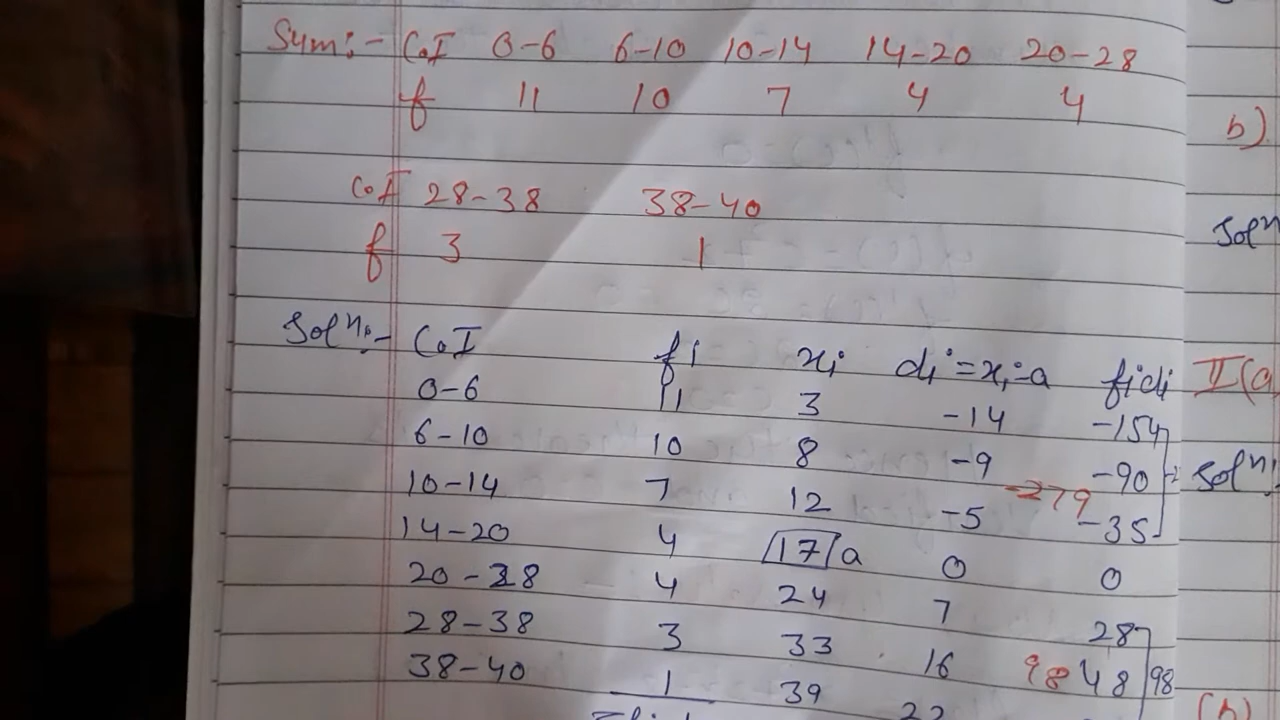 Sym:- C.I 0-6 6-10 10-14 14-20 20-28
f 11 10 7 4 4
b)
C.I 28-38 38-40
f 3 1
Solⁿ
Solⁿ:- C.I fi xi di=xi-a fidi
II(a
0-6 11 3 -14 -154
6-10 10 8 -9 -90
Solⁿ:
10-14 7 12 -5 -279 -35
14-20 4 17/a 0 0
20-28 4 24 7 28
28-38 3 33 16 98 48 98
38-40 1 39 22